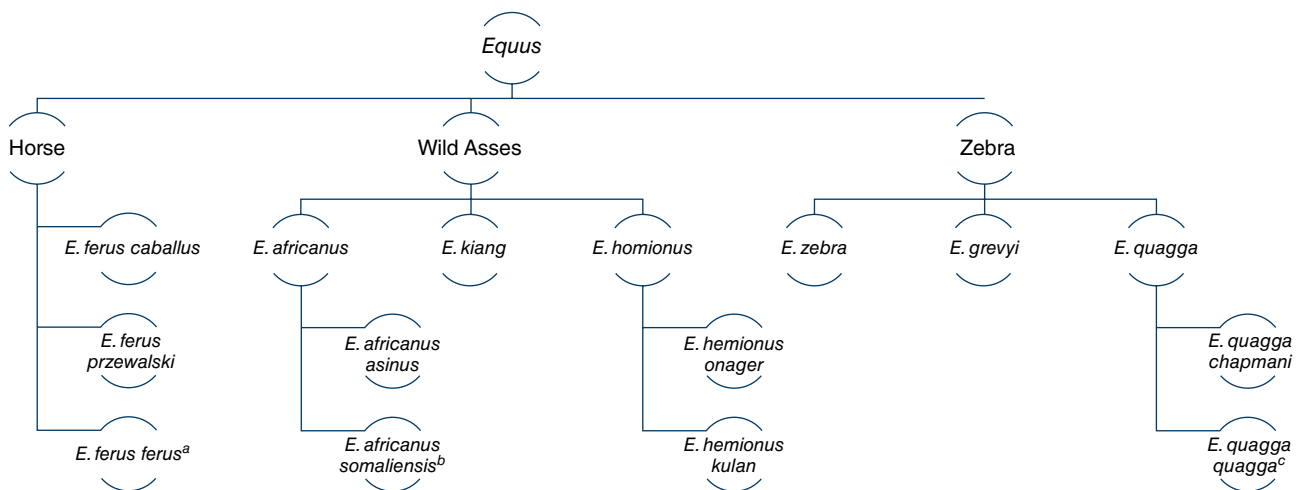 Equus
Horse
Wild Asses
Zebra
E. ferus caballus
E. africanus
E. kiang
E. homionus
E. zebra
E. grevyi
E. quagga
E. ferus
przewalski
E. africanus
asinus
E. hemionus
onager
E. quagga
chapmani
E. ferus ferusᵃ
E. africanus
somaliensisᵇ
E. hemionus
kulan
E. quagga
quaggaᶜ